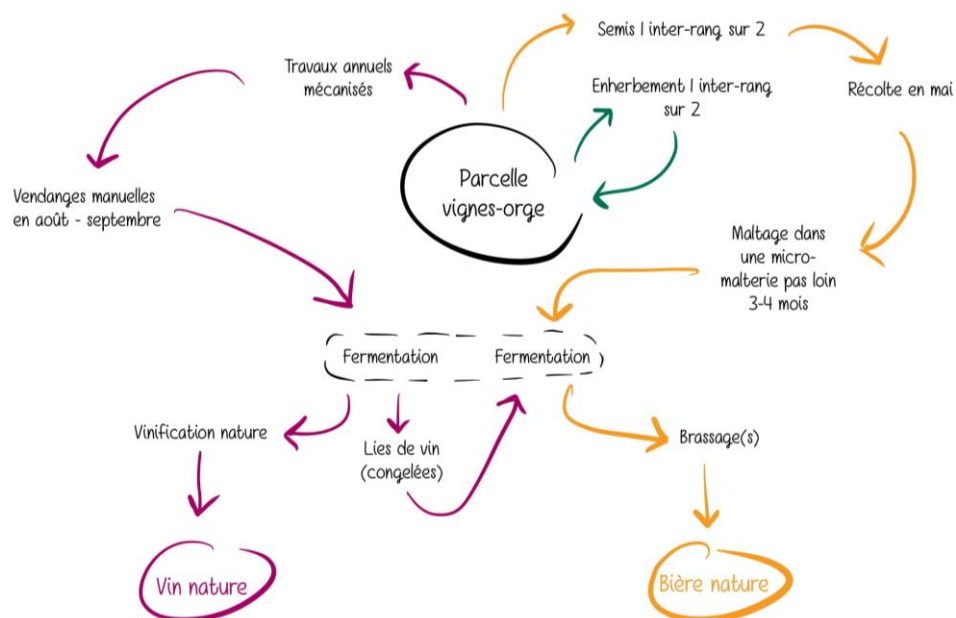 Semis 1 inter-rang sur 2
Travaux annuels
mécanisés
Enherbement 1 inter-rang
sur 2
Récolte en mai
Parcelle
vignes-orge
Vendanges manuelles
en août - septembre
Maltage dans
une micro-
malterie pas loin
3-4 mois
Fermentation
Fermentation
Vinification nature
Lies de vin
(congelées)
Brassage(s)
Vin nature
Bière nature